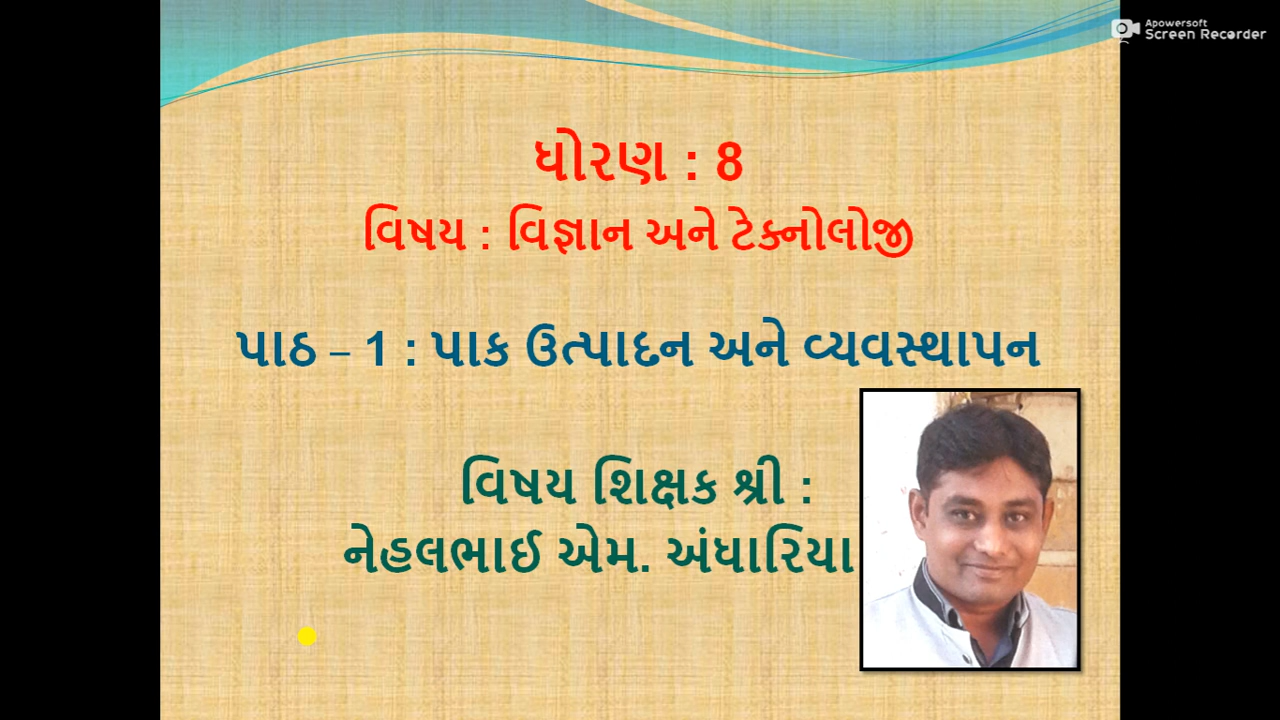 Apowersoft
Screen Recorder
ધોરણ : 8
વિષય : વિજ્ઞાન અને ટેક્નોલોજી
પાઠ – 1 : પાક ઉત્પાદન અને વ્યવસ્થાપન
વિષય શિક્ષક શ્રી :
નેહલભાઈ એમ. અંધારિયા